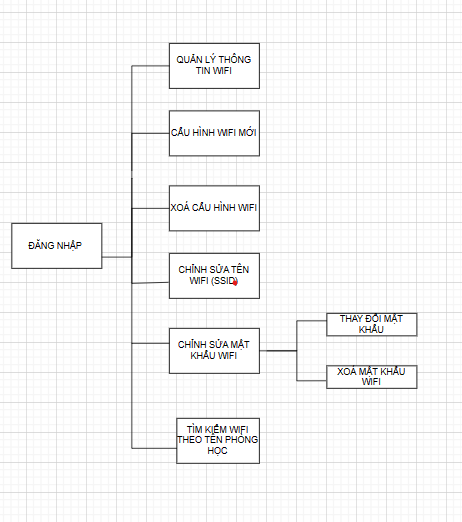 QUẢN LÝ THÔNG
TIN WIFI
CẤU HÌNH WIFI MỚI
XOÁ CẤU HÌNH WIFI
ĐĂNG NHẬP
CHỈNH SỬA TÊN
WIFI (SSID)
THAY ĐỔI MẬT
KHẨU
CHỈNH SỬA MẬT
KHẨU WIFI
XOÁ MẬT KHẨU
WIFI
TÌM KIẾM WIFI
THEO TÊN PHÒNG
HỌC